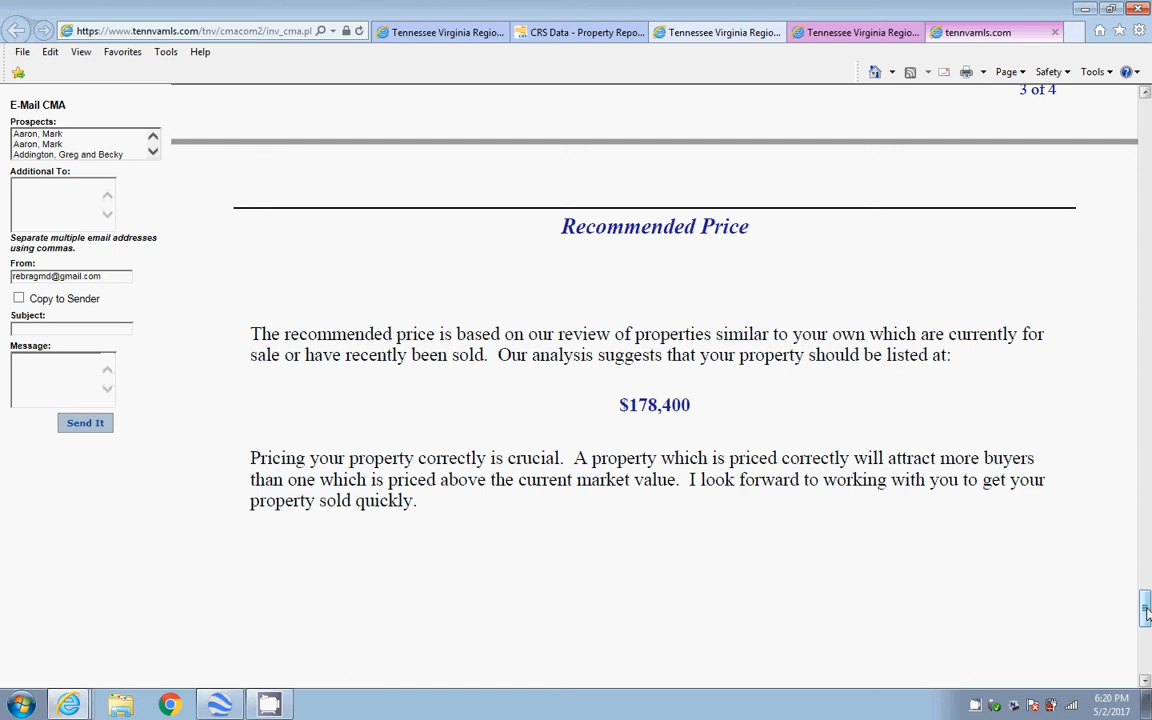 https://www.tennvamls.com/tnv/cmacom2/inv_cma.pl
Tennessee Virginia Regio...
CRS Data - Property Repo...
Tennessee Virginia Regio...
Tennessee Virginia Regio...
tennvamls.com
File Edit View Favorites Tools Help
Page Safety Tools
3 of 4
E-Mail CMA
Prospects:
Aaron, Mark
Aaron, Mark
Addington, Greg and Becky
Additional To:
Separate multiple email addresses
using commas.
From:
rebragmd@gmail.com
Copy to Sender
Subject:
Message:
Send It
Recommended Price
The recommended price is based on our review of properties similar to your own which are currently for
sale or have recently been sold. Our analysis suggests that your property should be listed at:
$178,400
Pricing your property correctly is crucial. A property which is priced correctly will attract more buyers
than one which is priced above the current market value. I look forward to working with you to get your
property sold quickly.
6:20 PM
5/2/2017